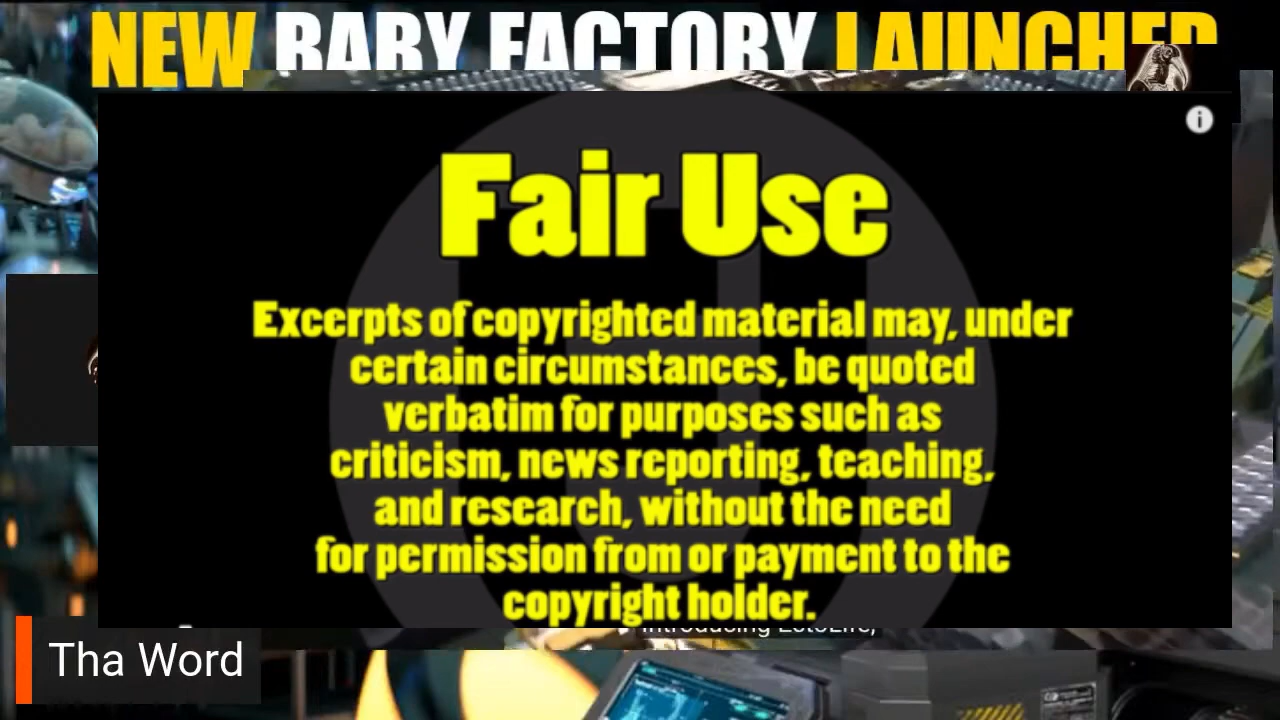 NEW BABY FACTORY LAUNCHED
Fair Use
Excerpts of copyrighted material may, under
certain circumstances, be quoted
verbatim for purposes such as
criticism, news reporting, teaching,
and research, without the need
for permission from or payment to the
copyright holder.
Introducing EctoLife,
Tha Word